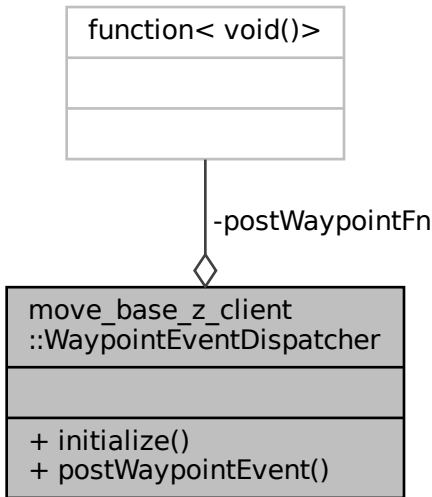 function< void()>
-postWaypointFn
move_base_z_client
::WaypointEventDispatcher
+ initialize()
+ postWaypointEvent()